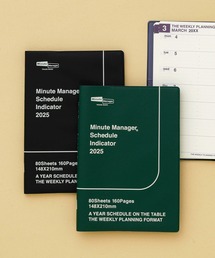 Minute Manager
Minute Manager,
Schedule
Indicator
2025
80Sheets 160Pages
148X210mm
A YEAR SCHEDULE ON THE TABLE
THE WEEKLY PLANNI
Minute Manager
Minute Manager,
Schedule
Indicator
2025
80Sheets 160Pages
148X210mm
A YEAR SCHEDULE ON THE TABLE
THE WEEKLY PLANNING FORMAT
3
THE WEEKLY PLANNING
MARCH 20XX
4
5
6